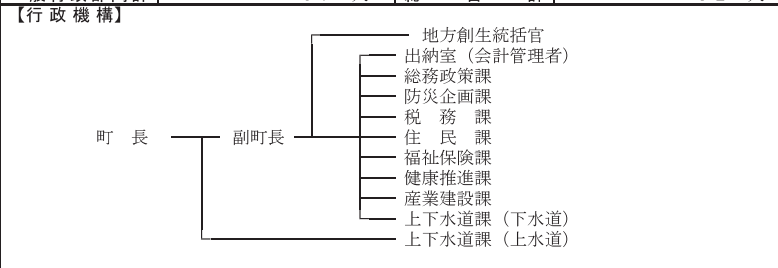 【行政機構】
地方創生統括官
出納室（会計管理者）
総務政策課
防災企画課
税　務　課
町　長　副町長　住　民　課
福祉保険課
健康推進課
産業建設課
上下水道課（下水道）
上下水道課（上水道）